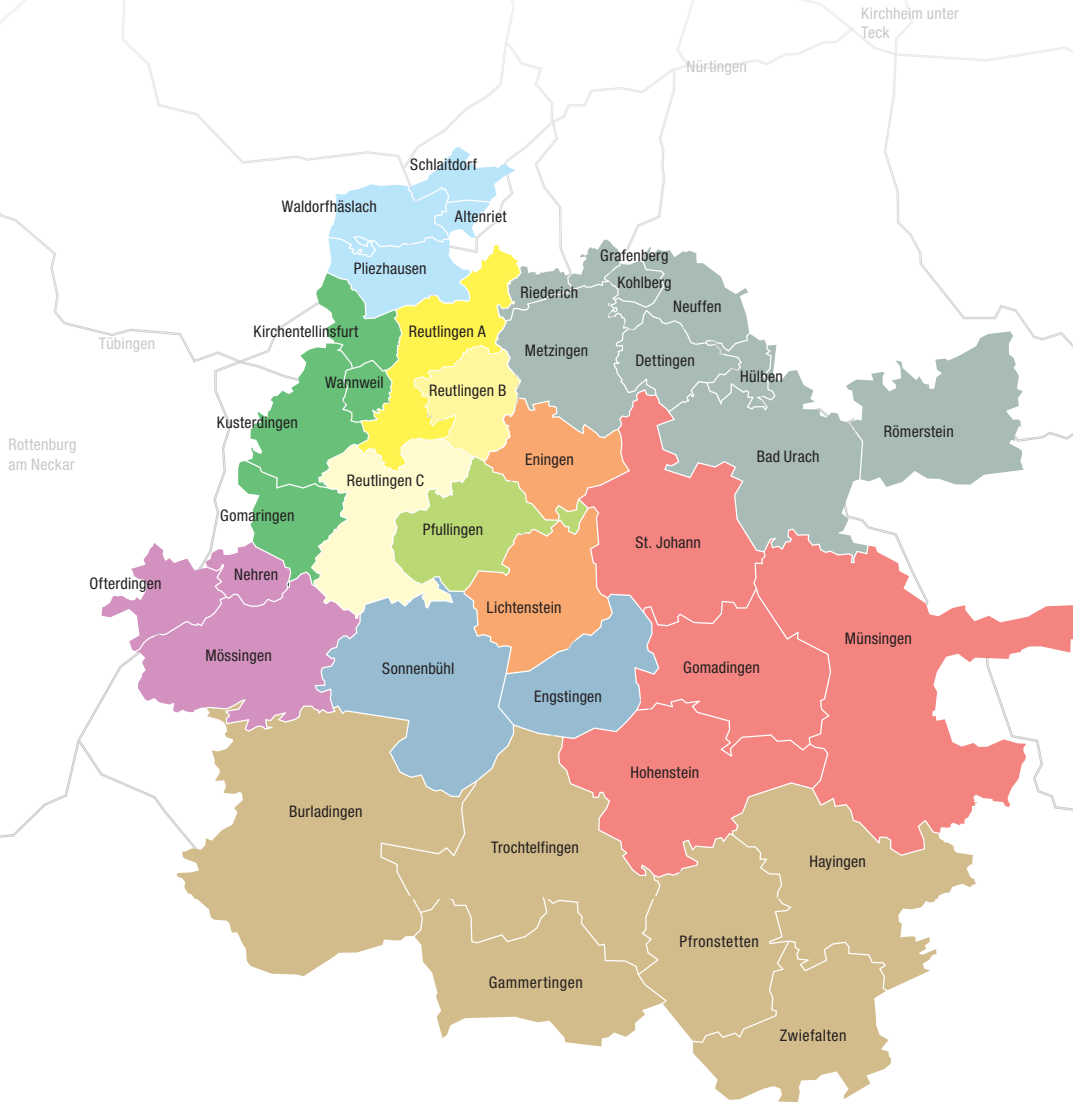 Kirchheim unter
Teck
Nürtingen
Schlaitdorf
Waldorfhäslach
Altenriet
Pliezhausen
Grafenberg
Kohlberg
Riederich
Neuffen
Kirchentellinsfurt
Reutlingen A
Tübingen
Metzingen
Dettingen
Hülben
Wannweil
Reutlingen B
Kusterdingen
Römerstein
Rottenburg
am Neckar
Eningen
Bad Urach
Reutlingen C
Gomaringen
Pfullingen
St. Johann
Ofterdingen
Nehren
Lichtenstein
Münsingen
Mössingen
Sonnenbühl
Gomadingen
Engstingen
Hohenstein
Burladingen
Trochtelfingen
Hayingen
Pfronstetten
Gammertingen
Zwiefalten